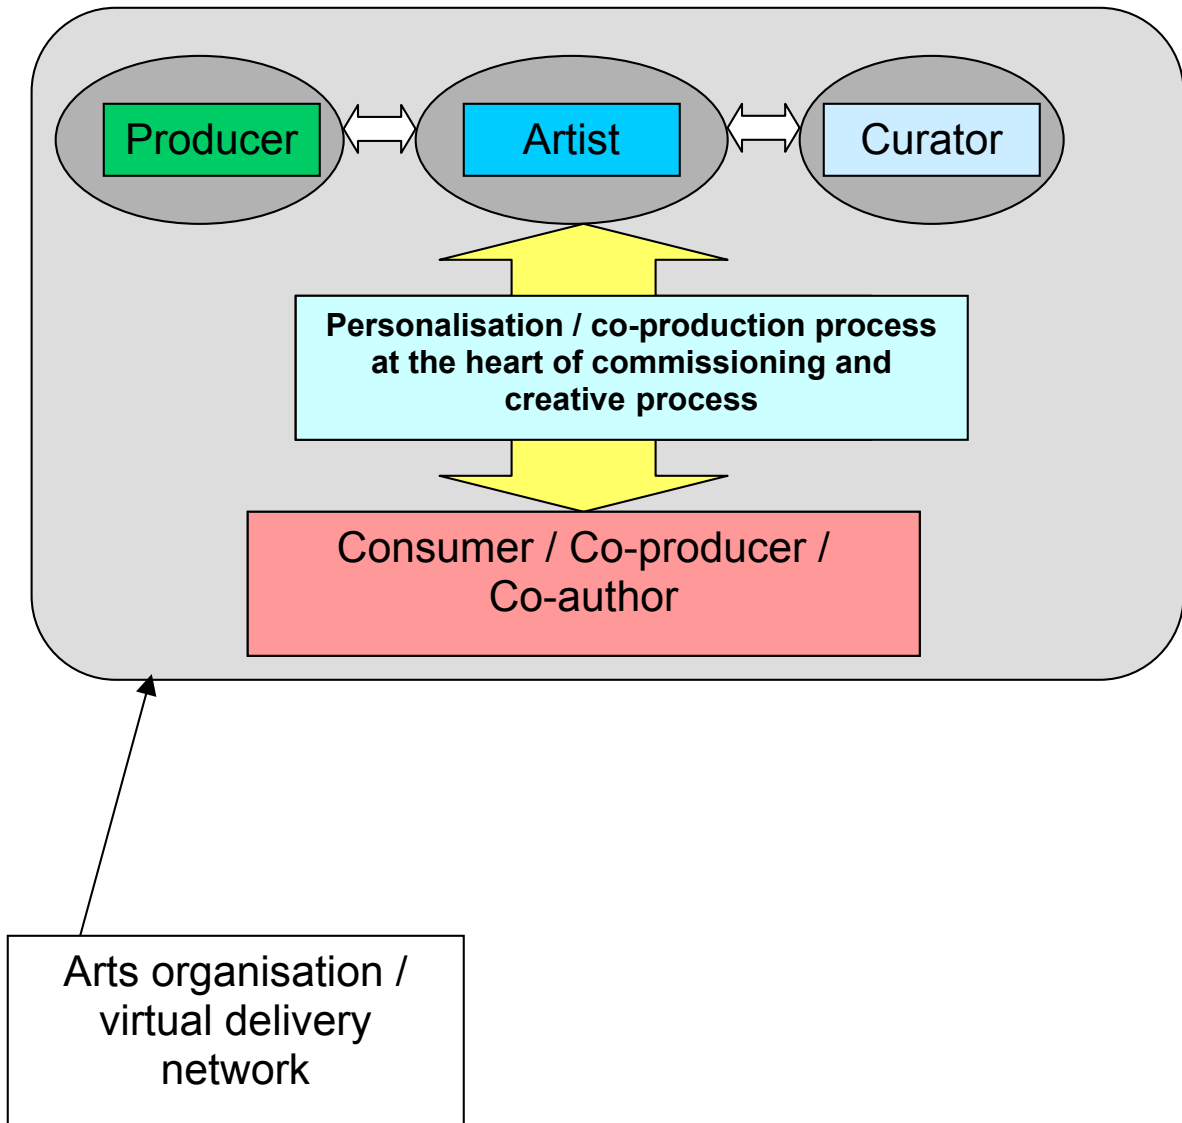 Producer
Artist
Curator
Personalisation / co-production process
at the heart of commissioning and
creative process
Consumer / Co-producer /
Co-author
Arts organisation /
virtual delivery
network